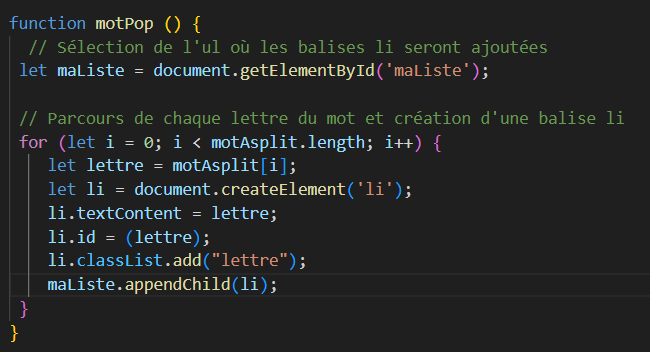 function motPop () {
// Sélection de l'ul où les balises li seront ajoutées
let maListe = document.getElementById('maListe');
// Parcours de chaque lettre du mot et création d'une balise li
for (let i = 0; i < motAsplit.length; i++) {
let lettre = motAsplit[i];
let li = document.createElement('li');
li.textContent = lettre;
li.id = (lettre);
li.classList.add("lettre");
maListe.appendChild(li);
}
}